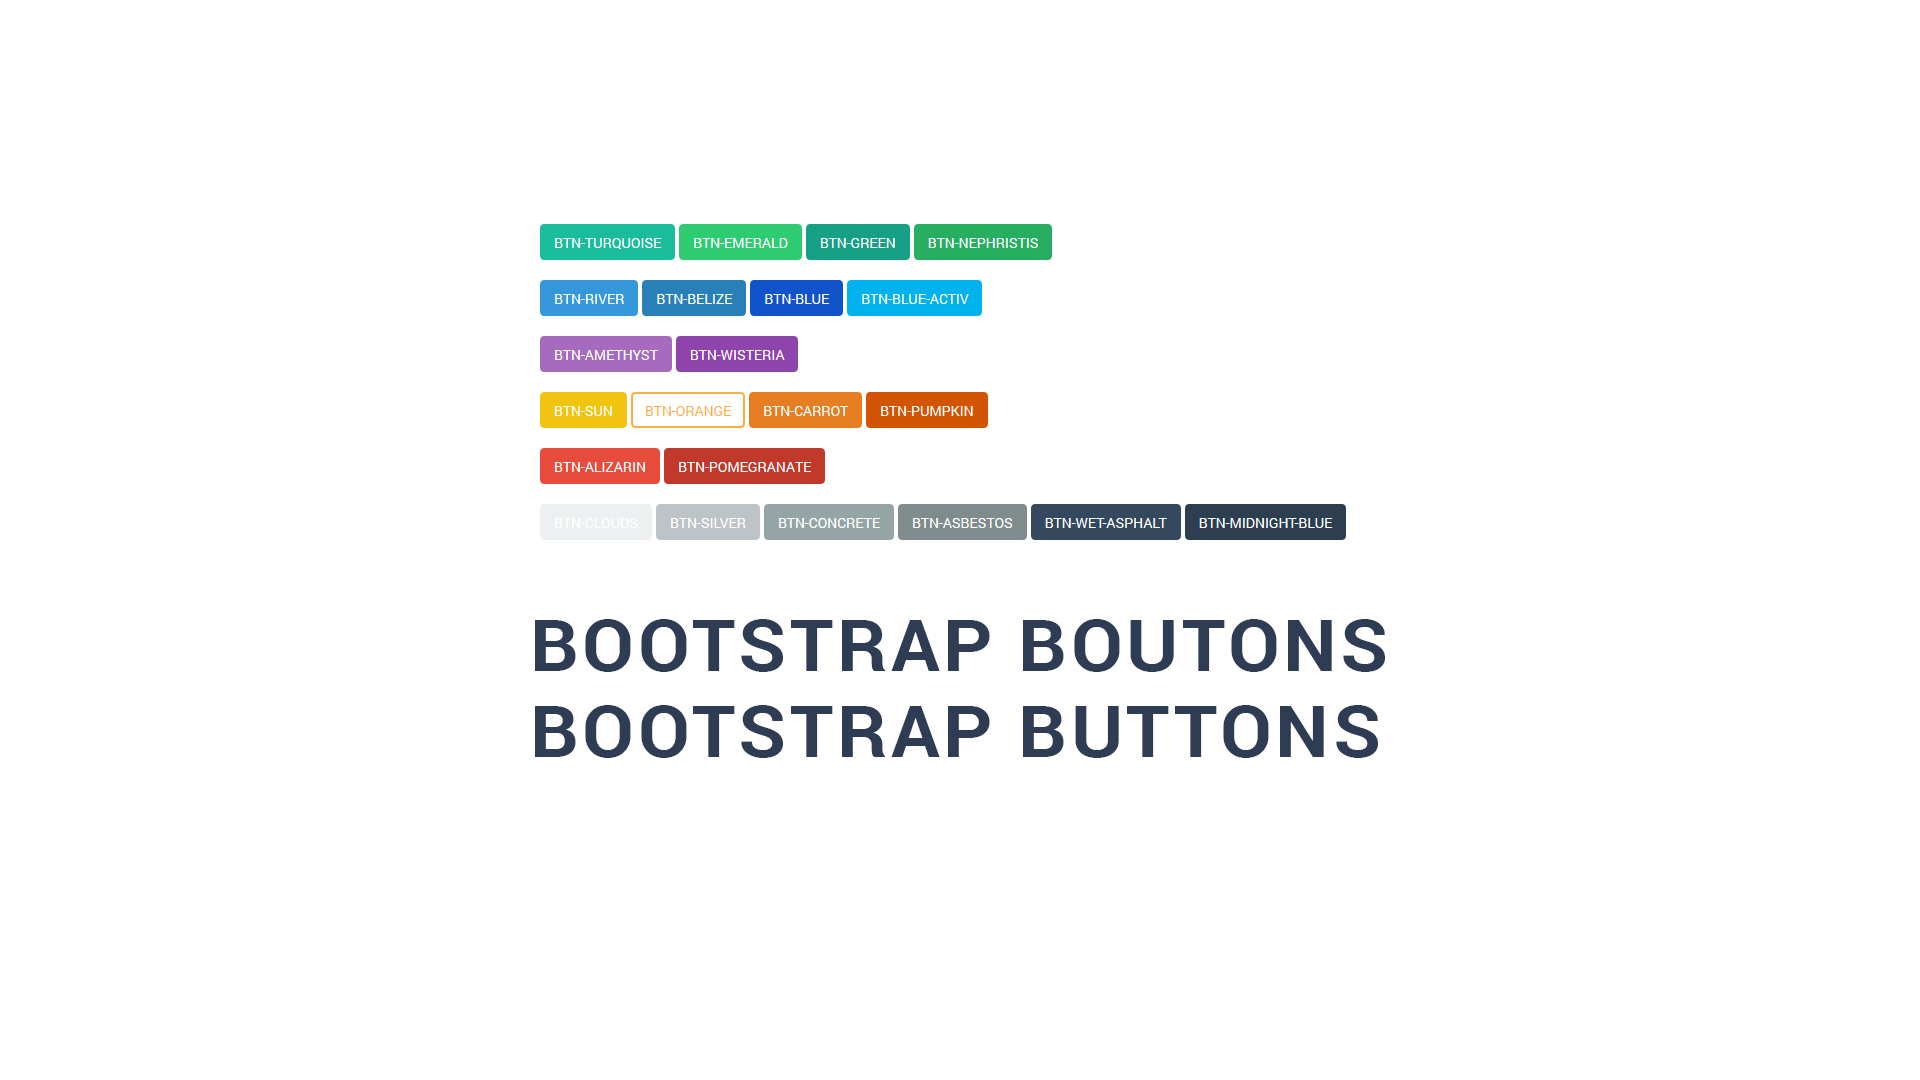 BTN-TURQUOISE BTN-EMERALD BTN-GREEN BTN-NEPHRISTIS
BTN-RIVER BTN-BELIZE BTN-BLUE BTN-BLUE-ACTIV
BTN-AMETHYST BTN-WISTERIA
BTN-SUN BTN-ORANGE BTN-CARROT BTN-PUMPKIN
BTN-ALIZARIN BTN-POMEGRANATE
BTN-CLOUDS BTN-SILVER BTN-CONCRETE BTN-ASBESTOS BTN-WET-ASPHALT BTN-MIDNIGHT-BLUE
BOOTSTRAP BOUTONS
BOOTSTRAP BUTTONS